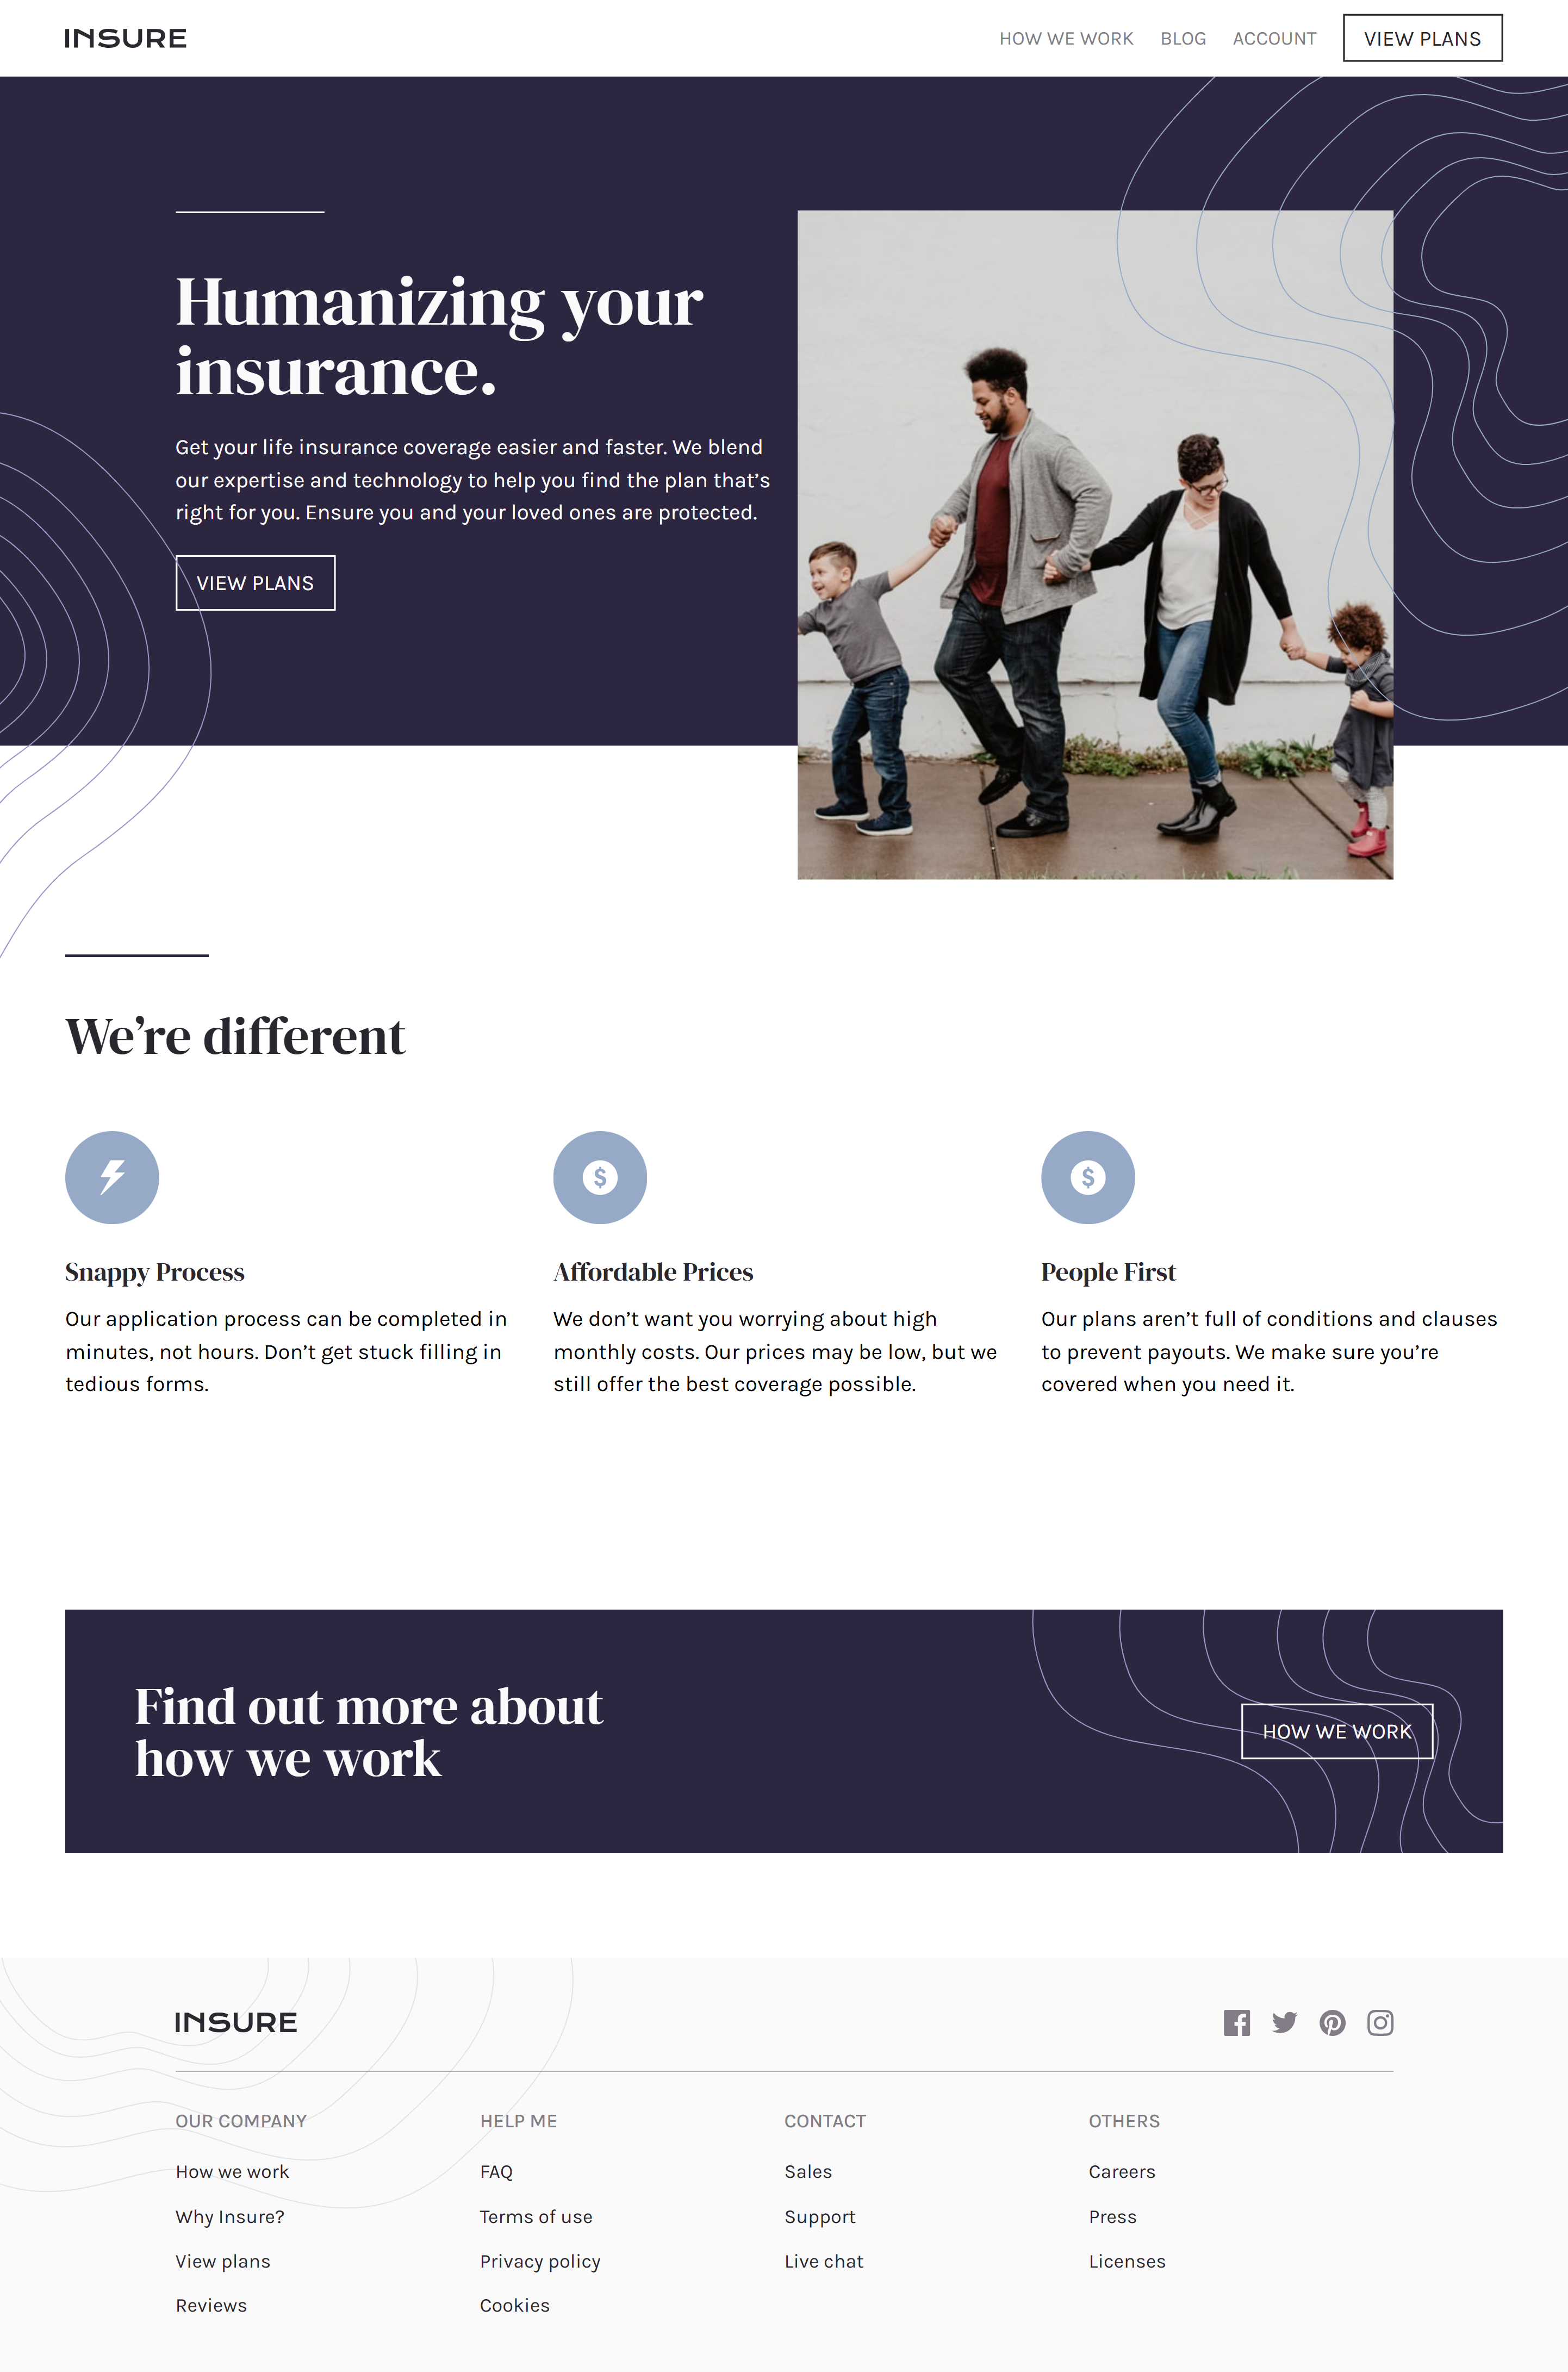 INSURE
HOW WE WORK BLOG ACCOUNT VIEW PLANS
Humanizing your
insurance.
Get your life insurance coverage easier and faster. We blend
our expertise and technology to help you find the plan that’s
right for you. Ensure you and your loved ones are protected.
VIEW PLANS
We’re different
Snappy Process
Our application process can be completed in
minutes, not hours. Don’t get stuck filling in
tedious forms.
$
Affordable Prices
We don’t want you worrying about high
monthly costs. Our prices may be low, but we
still offer the best coverage possible.
$
People First
Our plans aren’t full of conditions and clauses
to prevent payouts. We make sure you’re
covered when you need it.
Find out more about
how we work
HOW WE WORK
INSURE
OUR COMPANY
How we work
Why Insure?
View plans
Reviews
HELP ME
FAQ
Terms of use
Privacy policy
Cookies
CONTACT
Sales
Support
Live chat
OTHERS
Careers
Press
Licenses